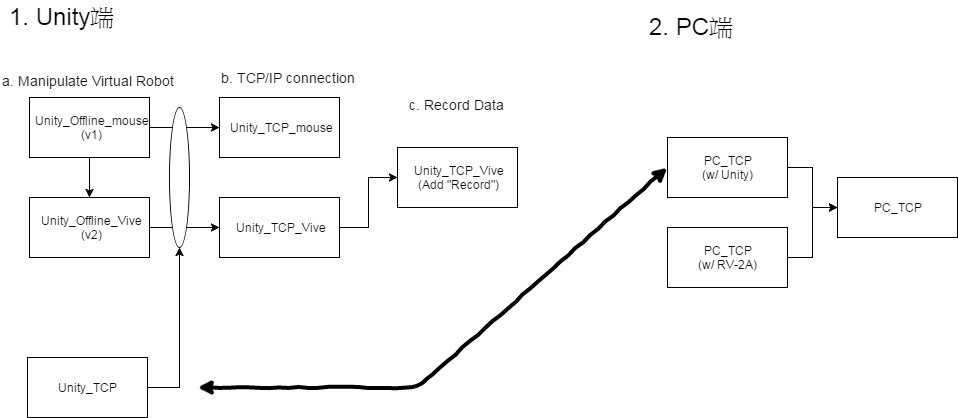 1. Unity端
2. PC端
a. Manipulate Virtual Robot
b. TCP/IP connection
c. Record Data
Unity_Offline_mouse
(v1)
Unity_TCP_mouse
Unity_TCP_Vive
(Add "Record")
Unity_Offline_Vive
(v2)
Unity_TCP_Vive
Unity_TCP
PC_TCP
(w/ Unity)
PC_TCP
(w/ RV-2A)
PC_TCP